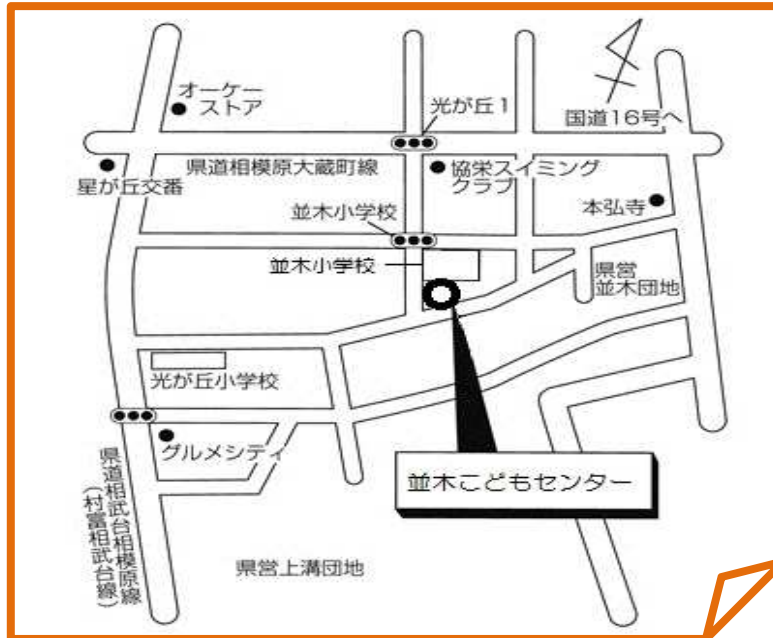 オーケー
ストア
光が丘1
国道16号へ
星が丘交番
県道相模原大蔵町線
協栄スイミング
クラブ
本弘寺
並木小学校
並木小学校
県営
並木団地
光が丘小学校
グルメシティ
並木こどもセンター
県道相武台相模原線
(村富相武台線)
県営上溝団地